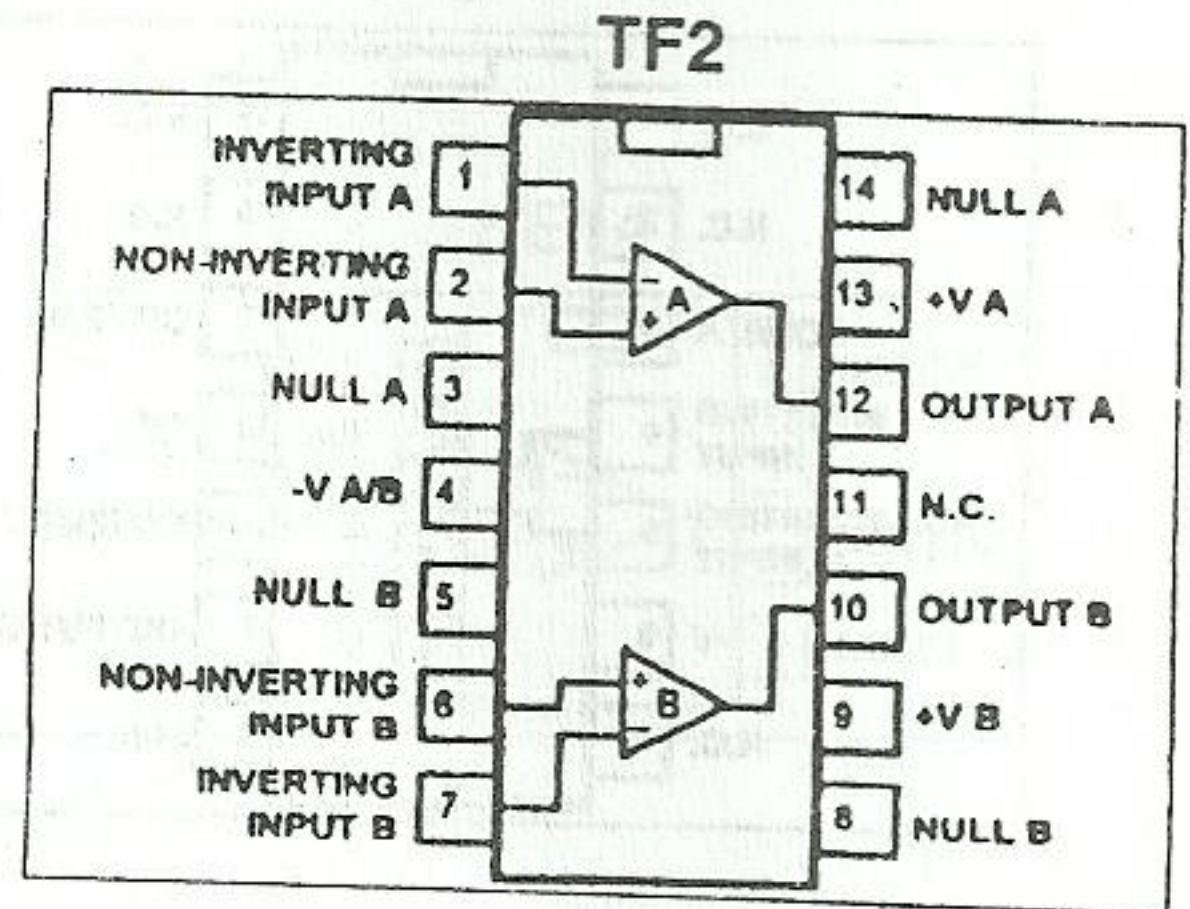 TF2
INVERTING
INPUT A
1
NON-INVERTING
INPUT A
2
NULL A
3
-V A/B
4
NULL B
5
NON-INVERTING
INPUT B
6
INVERTING
INPUT B
7
- A
+
+ B
-
14
NULL A
13
+V A
12
OUTPUT A
11
N.C.
10
OUTPUT B
9
+V B
8
NULL B